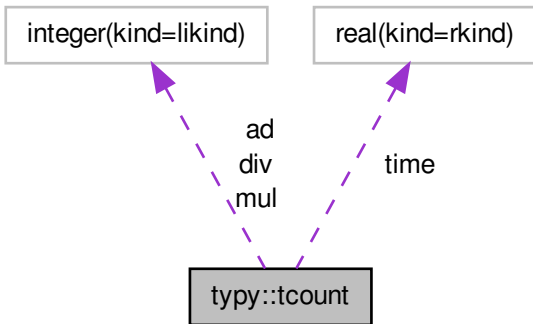 integer(kind=likind)
real(kind=rkind)
ad
div
mul
time
typy::tcount